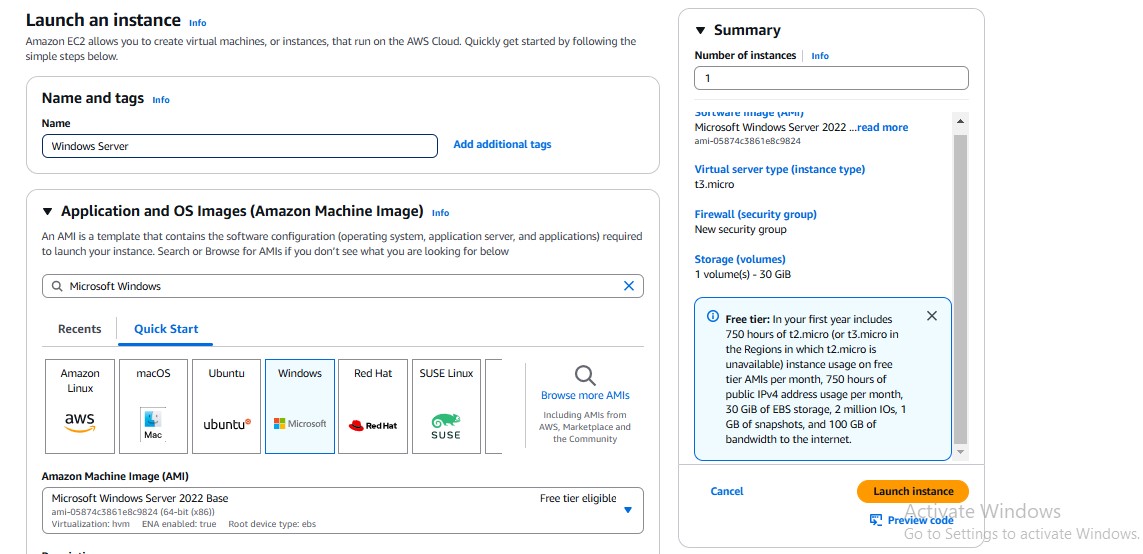 Launch an instance Info
Amazon EC2 allows you to create virtual machines, or instances, that run on the AWS Cloud. Quickly get started by following the
simple steps below.
Name and tags Info
Name
Windows Server
Add additional tags
Application and OS Images (Amazon Machine Image) Info
An AMI is a template that contains the software configuration (operating system, application server, and applications) required
to launch your instance. Search or Browse for AMIs if you don't see what you are looking for below
Microsoft Windows
Recents
Quick Start
Amazon
Linux
aws
macOS
Mac
Ubuntu
ubuntu
Windows
Microsoft
Red Hat
Red Hat
SUSE Linux
SUSE
Browse more AMIs
Including AMIs from
AWS, Marketplace and
the Community
Amazon Machine Image (AMI)
Microsoft Windows Server 2022 Base
Free tier eligible
ami-05874c3861e8c9824 (64-bit (x86))
Virtualization: hvm ENA enabled: true Root device type: ebs
Description
Summary
Number of instances Info
1
Software Image (AMI)
Microsoft Windows Server 2022 ...read more
ami-05874c3861e8c9824
Virtual server type (instance type)
t3.micro
Firewall (security group)
New security group
Storage (volumes)
1 volume(s) - 30 GiB
Free tier: In your first year includes
750 hours of t2.micro (or t3.micro in
the Regions in which t2.micro is
unavailable) instance usage on free
tier AMIs per month, 750 hours of
public IPv4 address usage per month,
30 GiB of EBS storage, 2 million IOs, 1
GB of snapshots, and 100 GB of
bandwidth to the internet.
Cancel
Launch instance
Preview code
Activate Windows
Go to Settings to activate Windows.